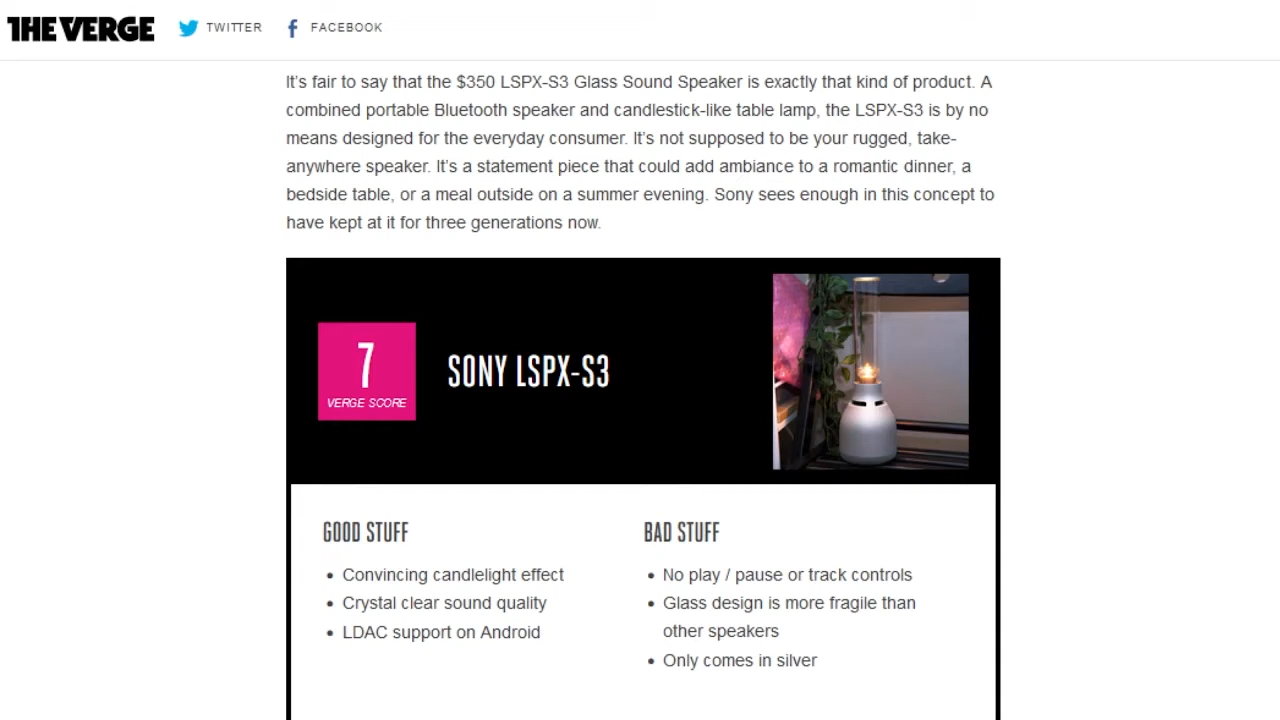 THE VERGE TWITTER FACEBOOK
It's fair to say that the $350 LSPX-S3 Glass Sound Speaker is exactly that kind of product. A
combined portable Bluetooth speaker and candlestick-like table lamp, the LSPX-S3 is by no
means designed for the everyday consumer. It's not supposed to be your rugged, take-
anywhere speaker. It's a statement piece that could add ambiance to a romantic dinner, a
bedside table, or a meal outside on a summer evening. Sony sees enough in this concept to
have kept at it for three generations now.
7
VERGE SCORE
SONY LSPX-S3
GOOD STUFF
Convincing candlelight effect
Crystal clear sound quality
LDAC support on Android
BAD STUFF
No play / pause or track controls
Glass design is more fragile than
other speakers
Only comes in silver